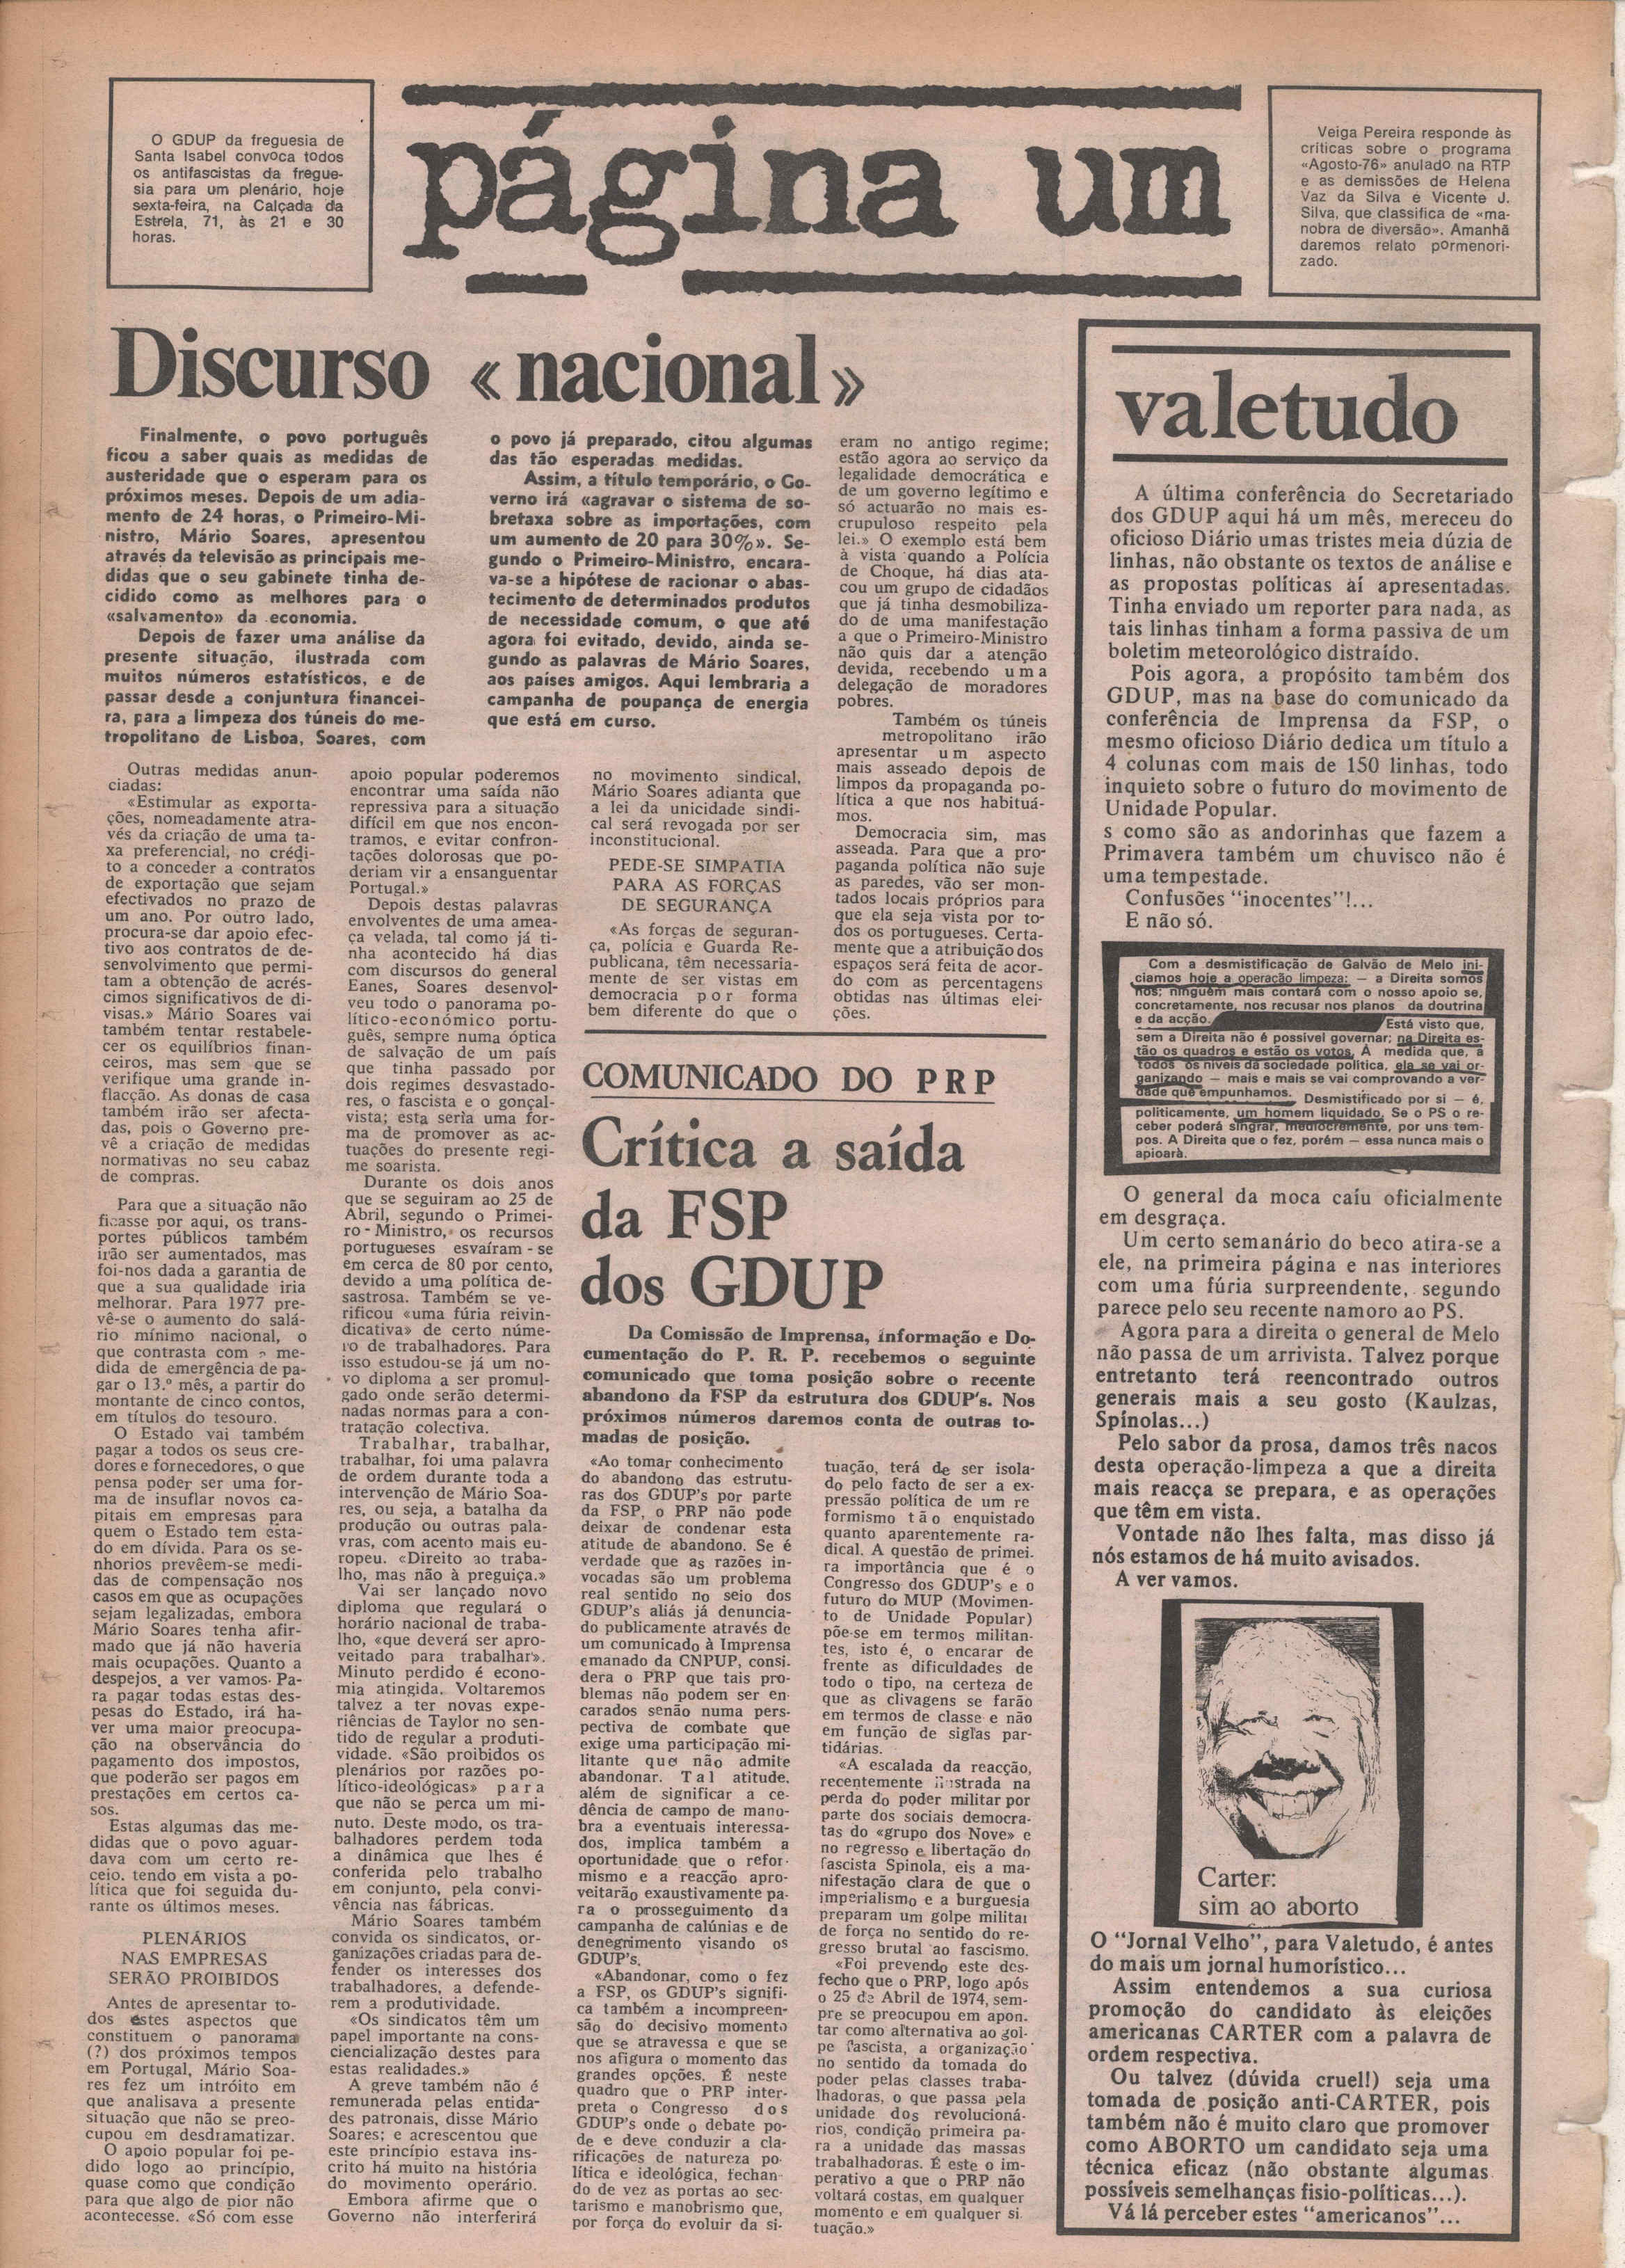 O GDUP da freguesia de
Santa Isabel convoca todos
os antifascistas da fregue-
sia para um plenário, hoje
sexta-feira, na Calçada da
Estrela, 71, às 21 e 30
horas.
página um
Veiga Pereira responde às
críticas sobre o programa
«Agosto-76» anulado na RTP
e as demissões de Helena
Vaz da Silva e Vicente J.
Silva, que classifica de «ma-
nobra de diversão». Amanhã
daremos relato pormenori-
zado.
Discurso «nacional»
Finalmente, o povo português
ficou a saber quais as medidas de
austeridade que o esperam para os
próximos meses. Depois de um adia-
mento de 24 horas, o Primeiro-Mi-
nistro, Mário Soares, apresentou
através da televisão as principais me-
didas que o seu gabinete tinha de-
cidido como as melhores para o
«salvamento» da economia.
Depois de fazer uma análise da
presente situação, ilustrada com
muitos números estatísticos, e de
passar desde a conjuntura financei-
ra, para a limpeza dos túneis do me-
tropolitano de Lisboa, Soares, com
o povo já preparado, citou algumas
das tão esperadas medidas.
Assim, a título temporário, o Go-
verno irá «agravar o sistema de so-
bretaxa sobre as importações, com
um aumento de 20 para 30%». Se-
gundo o Primeiro-Ministro, encara-
va-se a hipótese de racionar o abas-
tecimento de determinados produtos
de necessidade comum, o que até
agora foi evitado, devido, ainda se-
gundo as palavras de Mário Soares,
aos países amigos. Aqui lembraria a
campanha de poupança de energia
que está em curso.
Outras medidas anun-
ciadas:
«Estimular as exporta-
ções, nomeadamente atra-
vés da criação de uma ta-
xa preferencial, no crédi-
to a conceder a contratos
de exportação que sejam
efectivados no prazo de
um ano. Por outro lado,
procura-se dar apoio efec-
tivo aos contratos de de-
senvolvimento que permi-
tam a obtenção de acrés-
cimos significativos de di-
visas.» Mário Soares vai
também tentar restabele-
cer os equilíbrios finan-
ceiros, mas sem que se
verifique uma grande in-
flacção. As donas de casa
também irão ser afecta-
das, pois o Governo pre-
vê a criação de medidas
normativas no seu cabaz
de compras.
Para que a situação não
ficasse por aqui, os trans-
portes públicos também
irão ser aumentados, mas
foi-nos dada a garantia de
que a sua qualidade iria
melhorar. Para 1977 pre-
vê-se o aumento do salá-
rio mínimo nacional, o
que contrasta com a me-
dida de emergência de pa-
gar o 13.º mês, a partir do
montante de cinco contos,
em títulos do tesouro.
O Estado vai também
pagar a todos os seus cre-
dores e fornecedores, o que
pensa poder ser uma for-
ma de insuflar novos ca-
pitais em empresas para
quem o Estado tem esta-
do em dívida. Para os se-
nhorios prevêem-se medi-
das de compensação nos
casos em que as ocupações
sejam legalizadas, embora
Mário Soares tenha afir-
mado que já não haveria
mais ocupações. Quanto a
despejos, a ver vamos. Pa-
ra pagar todas estas des-
pesas do Estado, irá ha-
ver uma maior preocupa-
ção na observância do
pagamento dos impostos,
que poderão ser pagos em
prestações em certos ca-
sos.
Estas algumas das me-
didas que o povo aguar-
dava com um certo re-
ceio, tendo em vista a po-
lítica que foi seguida du-
rante os últimos meses.
PLENÁRIOS
NAS EMPRESAS
SERÃO PROIBIDOS
Antes de apresentar to-
dos estes aspectos que
constituem o panorama
(?) dos próximos tempos
em Portugal, Mário Soa-
res fez um intróito em
que analisava a presente
situação que não se preo-
cupou em desdramatizar.
O apoio popular foi pe-
dido logo ao princípio,
quase como que condição
para que algo de pior não
acontecesse. «Só com esse
apoio popular poderemos
encontrar uma saída não
repressiva para a situação
difícil em que nos encon-
tramos, e evitar confron-
tações dolorosas que po-
deriam vir a ensanguentar
Portugal.»
Depois destas palavras
envolventes de uma amea-
ça velada, tal como já ti-
nha acontecido há dias
com discursos do general
Eanes, Soares desenvol-
veu todo o panorama po-
lítico-económico portu-
guês, sempre numa óptica
de salvação de um país
que tinha passado por
dois regimes desvastado-
res, o fascista e o gonçal-
vista; esta seria uma for-
ma de promover as ac-
tuações do presente regi-
me soarista.
Durante os dois anos
que se seguiram ao 25 de
Abril, segundo o Primei-
ro-Ministro, os recursos
portugueses esvaíram-se
em cerca de 80 por cento,
devido a uma política de-
sastrosa. Também se ve-
rificou «uma fúria reivin-
dicativa» de certo núme-
ro de trabalhadores. Para
isso estudou-se já um no-
vo diploma a ser promul-
gado onde serão determi-
nadas normas para a con-
tratação colectiva.
Trabalhar, trabalhar,
trabalhar, foi uma palavra
de ordem durante toda a
intervenção de Mário Soa-
res, ou seja, a batalha da
produção ou outras pala-
vras, com acento mais eu-
ropeu. «Direito ao traba-
lho, mas não à preguiça.»
Vai ser lançado novo
diploma que regulará o
horário nacional de traba-
lho, «que deverá ser apro-
veitado para trabalhar».
Minuto perdido é econo-
mia atingida. Voltaremos
talvez a ter novas expe-
riências de Taylor no sen-
tido de regular a produti-
vidade. «São proibidos os
plenários por razões po-
lítico-ideológicas» para
que não se perca um mi-
nuto. Deste modo, os tra-
balhadores perdem toda
a dinâmica que lhes é
conferida pelo trabalho
em conjunto, pela convi-
vência nas fábricas.
Mário Soares também
convida os sindicatos, or-
ganizações criadas para de-
fender os interesses dos
trabalhadores, a defende-
rem a produtividade.
«Os sindicatos têm um
papel importante na cons-
ciencialização destes para
estas realidades.»
A greve também não é
remunerada pelas entida-
des patronais, disse Mário
Soares; e acrescentou que
este princípio estava ins-
crito há muito na história
do movimento operário.
Embora afirme que o
Governo não interferirá
no movimento sindical,
Mário Soares adianta que
a lei da unicidade sindi-
cal será revogada por ser
inconstitucional.
PEDE-SE SIMPATIA
PARA AS FORÇAS
DE SEGURANÇA
«As forças de seguran-
ça, polícia e Guarda Re-
publicana, têm necessaria-
mente de ser vistas em
democracia por forma
bem diferente do que o
eram no antigo regime;
estão agora ao serviço da
legalidade democrática e
de um governo legítimo e
só actuarão no mais es-
crupuloso respeito pela
lei.» O exemplo está bem
à vista quando a Polícia
de Choque, há dias ata-
cou um grupo de cidadãos
que já tinha desmobiliza-
do de uma manifestação
a que o Primeiro-Ministro
não quis dar a atenção
devida, recebendo uma
delegação de moradores
pobres.
Também os túneis
metropolitano irão
apresentar um aspecto
mais asseado depois de
limpos da propaganda po-
lítica a que nos habituá-
mos.
Democracia sim, mas
asseada. Para que a pro-
paganda política não suje
as paredes, vão ser mon-
tados locais próprios para
que ela seja vista por to-
dos os portugueses. Certa-
mente que a atribuição dos
espaços será feita de acor-
do com as percentagens
obtidas nas últimas elei-
ções.
COMUNICADO DO PRP
Crítica a saída
da FSP
dos GDUP
Da Comissão de Imprensa, informação e Do-
cumentação do P. R. P. recebemos o seguinte
comunicado que toma posição sobre o recente
abandono da FSP da estrutura dos GDUP's. Nos
próximos números daremos conta de outras to-
madas de posição.
«Ao tomar conhecimento
do abandono das estrutu-
ras dos GDUP's por parte
da FSP, o PRP não pode
deixar de condenar esta
atitude de abandono. Se é
verdade que as razões in-
vocadas são um problema
real sentido no seio dos
GDUP's aliás já denuncia-
do publicamente através de
um comunicado à Imprensa
emanado da CNPUP, consi-
dera o PRP que tais pro-
blemas não podem ser en-
carados senão numa pers-
pectiva de combate que
exige uma participação mi-
litante que não admite
abandonar. Tal atitude,
além de significar a ce-
dência de campo de mano-
bra a eventuais interessa-
dos, implica também a
oportunidade que o refor-
mismo e a reacção apro-
veitarão exaustivamente pa-
ra o prosseguimento da
campanha de calúnias e de
denegrimento visando os
GDUP's.
«Abandonar, como o fez
a FSP, os GDUP's signifi-
ca também a incompreen-
são do decisivo momento
que se atravessa e que se
nos afigura o momento das
grandes opções. É neste
quadro que o PRP inter-
preta o Congresso dos
GDUP's onde o debate po-
de e deve conduzir a cla-
rificações de natureza po-
lítica e ideológica, fechan-
do de vez as portas ao sec-
tarismo e manobrismo que,
por força do evoluir da si-
tuação, terá de ser isola-
do pelo facto de ser a ex-
pressão política de um re
formismo tão enquistado
quanto aparentemente ra-
dical. A questão de primei-
ra importância que é o
Congresso dos GDUP's e o
futuro do MUP (Movimen-
to de Unidade Popular)
põe-se em termos militan-
tes, isto é, o encarar de
frente as dificuldades de
todo o tipo, na certeza de
que as clivagens se farão
em termos de classe e não
em função de siglas par-
tidárias.
«A escalada da reacção,
recentemente ilustrada na
perda do poder militar por
parte dos sociais democra-
tas do «grupo dos Nove» e
no regresso e libertação do
fascista Spinola, eis a ma-
nifestação clara de que o
imperialismo e a burguesia
preparam um golpe militar
de força no sentido do re-
gresso brutal ao fascismo.
«Foi prevendo este des-
fecho que o PRP, logo após
o 25 de Abril de 1974, sem-
pre se preocupou em apon-
tar como alternativa ao gol-
pe fascista, a organização
no sentido da tomada do
poder pelas classes traba-
lhadoras, o que passa pela
unidade dos revolucioná-
rios, condição primeira pa-
ra a unidade das massas
trabalhadoras. É este o im-
perativo a que o PRP não
voltará costas, em qualquer
momento e em qualquer si
tuação.»
valetudo
A última conferência do Secretariado
dos GDUP aqui há um mês, mereceu do
oficioso Diário umas tristes meia dúzia de
linhas, não obstante os textos de análise e
as propostas políticas aí apresentadas.
Tinha enviado um reporter para nada, as
tais linhas tinham a forma passiva de um
boletim meteorológico distraído.
Pois agora, a propósito também dos
GDUP, mas na base do comunicado da
conferência de Imprensa da FSP, o
mesmo oficioso Diário dedica um título a
4 colunas com mais de 150 linhas, todo
inquieto sobre o futuro do movimento de
Unidade Popular.
s como são as andorinhas que fazem a
Primavera também um chuvisco não é
uma tempestade.
Confusões "inocentes"!...
E não só.
Com a desmistificação de Galvão de Melo ini-
ciamos hoje a operação limpeza: — a Direita somos
nós; ninguém mais contará com o nosso apoio se,
concretamente, nos recusar nos planos da doutrina
e da acção.
Está visto que,
sem a Direita não é possível governar; na Direita es-
tão os quadros e estão os votos. À medida que, a
todos os níveis da sociedade política, ela se vai or-
ganizando — mais e mais se vai comprovando a ver-
dade que empunhamos. Desmistificado por si — é,
politicamente, um homem liquidado. Se o PS o re-
ceber poderá singrar, mediocremente, por uns tem-
pos. A Direita que o fez, porém — essa nunca mais o
apioará.
O general da moca caíu oficialmente
em desgraça.
Um certo semanário do beco atira-se a
ele, na primeira página e nas interiores
com uma fúria surpreendente, segundo
parece pelo seu recente namoro ao PS.
Agora para a direita o general de Melo
não passa de um arrivista. Talvez porque
entretanto terá reencontrado outros
generais mais a seu gosto (Kaulzas,
Spínolas...)
Pelo sabor da prosa, damos três nacos
desta operação-limpeza a que a direita
mais reacça se prepara, e as operações
que têm em vista.
Vontade não lhes falta, mas disso já
nós estamos de há muito avisados.
A ver vamos.
Carter:
sim ao aborto
O "Jornal Velho", para Valetudo, é antes
do mais um jornal humorístico...
Assim entendemos a sua curiosa
promoção do candidato às eleições
americanas CARTER com a palavra de
ordem respectiva.
Ou talvez (dúvida cruel!) seja uma
tomada de posição anti-CARTER, pois
também não é muito claro que promover
como ABORTO um candidato seja uma
técnica eficaz (não obstante algumas
possíveis semelhanças fisio-políticas...).
Vá lá perceber estes "americanos"...